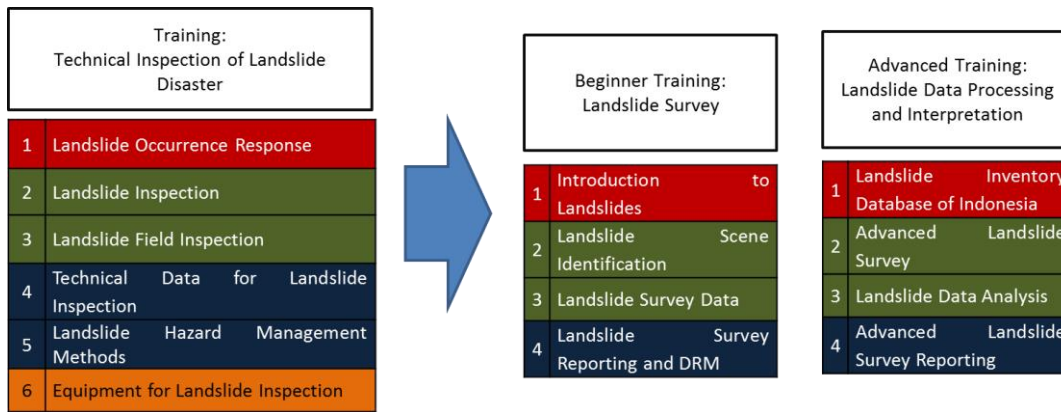 Training:
Technical Inspection of Landslide
Disaster
1 Landslide Occurrence Response
2 Landslide Inspection
3 Landslide Field Inspection
4 Technical Data for Landslide
Inspection
5 Landslide Hazard Management
Methods
6 Equipment for Landslide Inspection
Beginner Training:
Landslide Survey
1 Introduction to
Landslides
2 Landslide Scene
Identification
3 Landslide Survey Data
4 Landslide Survey
Reporting and DRM
Advanced Training:
Landslide Data Processing
and Interpretation
1 Landslide Inventory
Database of Indonesia
2 Advanced Landslide
Survey
3 Landslide Data Analysis
4 Advanced Landslide
Survey Reporting